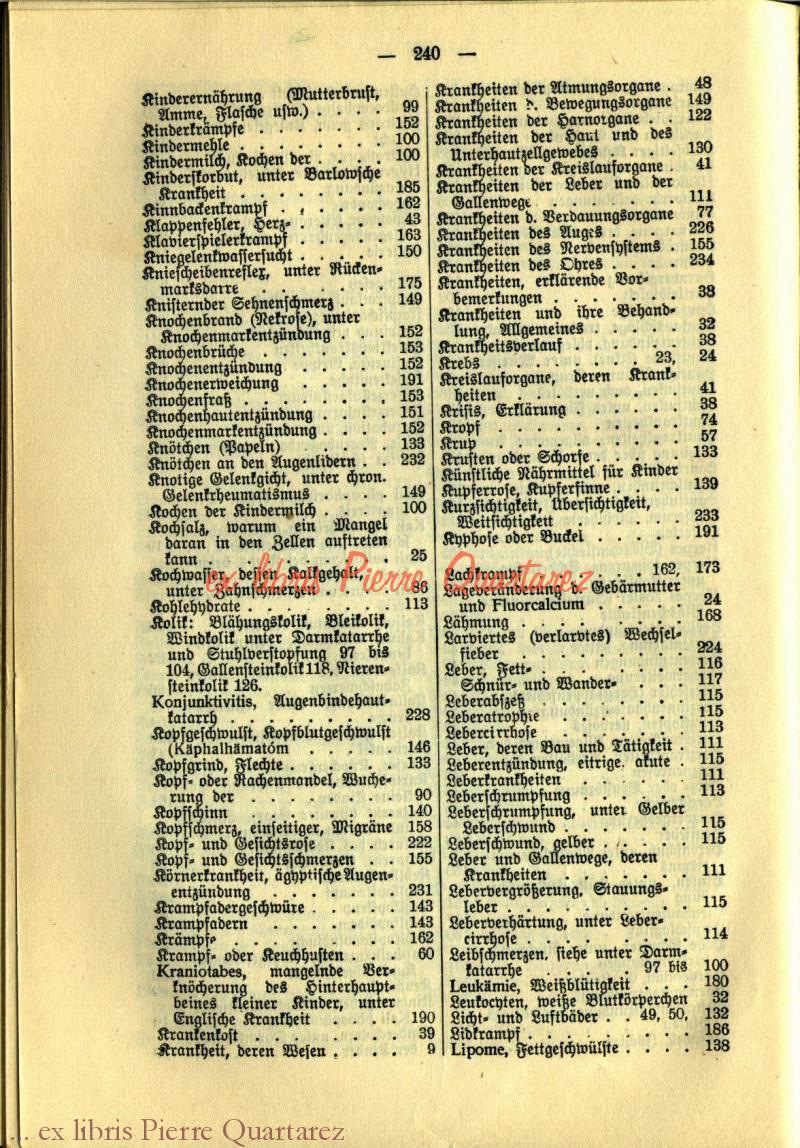 — 240 —
Kinderernährung (Mutterbrust,
Amme, Flasche usw.) . . . . 99
Kinderkrämpfe . . . . . . . 152
Kindermehle . . . . . . . . 100
Kindermilch, Kochen der . . . . 100
Kinderskorbut, unter Barlowsche
Krankheit . . . . . . . . 185
Kinnbackenkrampf . . . . . . 162
Klappenfehler, Herz- . . . . . 43
Klavierspielerkrampf . . . . . 163
Kniegelenkwassersucht . . . . . 150
Kniescheibenreflex, unter Rücken-
marksdarre . . . . . . . 175
Knisternder Sehnenschmerz . . . 149
Knochenbrand (Nekrose), unter
Knochenmarkentzündung . . . 152
Knochenbrüche . . . . . . . 153
Knochenentzündung . . . . . . 152
Knochenerweichung . . . . . . 191
Knochenfraß . . . . . . . . 153
Knochenhautentzündung . . . . 151
Knochenmarkentzündung . . . . 152
Knötchen (Papeln) . . . . . 133
Knötchen an den Augenlidern . . 232
Knotige Gelenkgicht, unter chron.
Gelenkrheumatismus . . . . 149
Kochen der Kindermilch . . . . 100
Kochsalz, warum ein Mangel
daran in den Zellen auftreten
kann . . . . . . . . . 25
Kochwasser, dessen Kalkgehalt,
unter Zahnschmerzen . . . . 86
Kohlehydrate . . . . . . . . 113
Kolik: Blähungskolik, Bleikolik,
Windkolik unter Darmkatarrhe
und Stuhlverstopfung 97 bis
104, Gallensteinkolik 118, Nieren-
steinkolik 126.
Konjunktivitis, Augenbindehaut-
katarrh . . . . . . . . . 228
Kopfgeschwulst, Kopfblutgeschwulst
(Käphalhämatóm . . . . . 146
Kopfgrind, Flechte . . . . . . 133
Kopf- oder Rachenmandel, Wuche-
rung der . . . . . . . . 90
Kopfschinn . . . . . . . . 140
Kopfschmerz, einseitiger, Migräne 158
Kopf- und Gesichtsrose . . . . 222
Kopf- und Gesichtsschmerzen . . 155
Körnerkrankheit, ägyptische Augen-
entzündung . . . . . . . 231
Krampfadergeschwüre . . . . . 143
Krampfadern . . . . . . . 143
Krämpfe . . . . . . . . . 162
Krampf- oder Keuchhusten . . . 60
Kraniotabes, mangelnde Ver-
knöcherung des Hinterhaupt-
beines kleiner Kinder, unter
Englische Krankheit . . . . 190
Krankenkost . . . . . . . . 39
Krankheit, deren Wesen . . . . 9
Krankheiten der Atmungsorgane . 48
Krankheiten d. Bewegungsorgane 149
Krankheiten der Harnorgane . . 122
Krankheiten der Haut und des
Unterhautzellgewebes . . . . 130
Krankheiten der Kreislauforgane . 41
Krankheiten der Leber und der
Gallenwege . . . . . . . 111
Krankheiten d. Verdauungsorgane 77
Krankheiten des Auges . . . . 226
Krankheiten des Nervensystems . 155
Krankheiten des Ohres . . . . 234
Krankheiten, erklärende Vor-
bemerkungen . . . . . . . 38
Krankheiten und ihre Behand-
lung, Allgemeines . . . . . 32
Krankheitsverlauf . . . . . . 38
Krebs . . . . . . . . 23, 24
Kreislauforgane, deren Krank-
heiten . . . . . . . . . 41
Krisis, Erklärung . . . . . . 38
Kropf . . . . . . . . . . 74
Krup . . . . . . . . . . 57
Krusten oder Schorfe . . . . . 133
Künstliche Nährmittel für Kinder
Kupferrose, Kupferfinne . . . . 139
Kurzsichtigkeit, Übersichtigkeit,
Weitsichtigkeit . . . . . . 233
Kyphose oder Buckel . . . . . 191
Lachkrampf . . . . . 162, 173
Lageveränderung d. Gebärmutter
und Fluorcalcium . . . . . 24
Lähmung . . . . . . . . . 168
Larviertes (verlarvtes) Wechsel-
fieber . . . . . . . . . 224
Leber, Fett- . . . . . . . . 116
Schnür- und Wander- . . . 117
Leberabszeß . . . . . . . . 115
Leberatrophie . . . . . . . 115
Lebercirrhose . . . . . . . 113
Leber, deren Bau und Tätigkeit . 111
Leberentzündung, eitrige, akute . 115
Leberkrankheiten . . . . . . 111
Leberschrumpfung . . . . . . 113
Leberschrumpfung, unter Gelber
Leberschwund . . . . . . . 115
Leberschwund, gelber . . . . . 115
Leber und Gallenwege, deren
Krankheiten . . . . . . . 111
Lebervergrößerung, Stauungs-
leber . . . . . . . . . 115
Leberverhärtung, unter Leber-
cirrhose . . . . . . . . 114
Leibschmerzen, siehe unter Darm-
katarrhe . . . . . 97 bis 100
Leukämie, Weißblütigkeit . . . 180
Leukocyten, weiße Blutkörperchen 32
Licht- und Luftbäder . . 49, 50, 132
Lidkrampf . . . . . . . . . 186
Lipome, Fettgeschwülste . . . . 138
ex libris Pierre Quartarez
... ex libris Pierre Quartarez